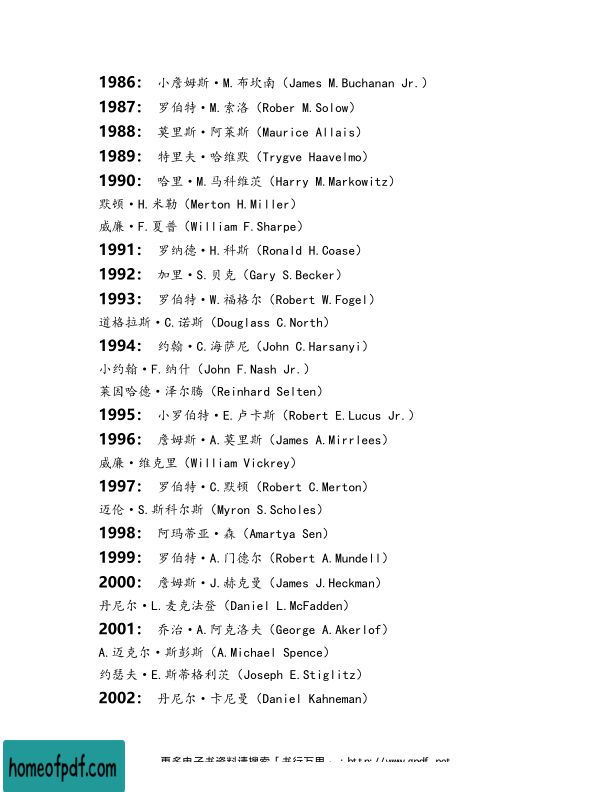 1986: 小詹姆斯·M.布坎南（James M.Buchanan Jr.）
1987: 罗伯特·M.索洛（Rober M.Solow）
1988: 莫里斯·阿莱斯（Maurice Allais）
1989: 特里夫·哈维默（Trygve Haavelmo）
1990: 哈里·M.马科维茨（Harry M.Markowitz）
默顿·H.米勒（Merton H.Miller）
威廉·F.夏普（William F.Sharpe）
1991: 罗纳德·H.科斯（Ronald H.Coase）
1992: 加里·S.贝克（Gary S.Becker）
1993: 罗伯特·W.福格尔（Robert W.Fogel）
道格拉斯·C.诺斯（Douglass C.North）
1994: 约翰·C.海萨尼（John C.Harsanyi）
小约翰·F.纳什（John F.Nash Jr.）
莱因哈德·泽尔腾（Reinhard Selten）
1995: 小罗伯特·E.卢卡斯（Robert E.Lucus Jr.）
1996: 詹姆斯·A.莫里斯（James A.Mirrlees）
威廉·维克里（William Vickrey）
1997: 罗伯特·C.默顿（Robert C.Merton）
迈伦·S.斯科尔斯（Myron S.Scholes）
1998: 阿玛蒂亚·森（Amartya Sen）
1999: 罗伯特·A.门德尔（Robert A.Mundell）
2000: 詹姆斯·J.赫克曼（James J.Heckman）
丹尼尔·L.麦克法登（Daniel L.McFadden）
2001: 乔治·A.阿克洛夫（George A.Akerlof）
A.迈克尔·斯彭斯（A.Michael Spence）
约瑟夫·E.斯蒂格利茨（Joseph E.Stiglitz）
2002: 丹尼尔·卡尼曼（Daniel Kahneman）
更多电子书资料请搜索「书行万里」：http://www.gpdf.net
homeofpdf.com